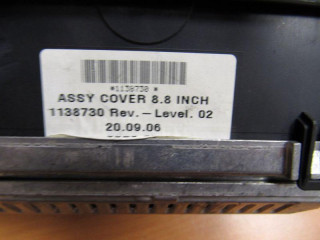 *1138730 *
ASSY COVER 8.8 INCH
1138730 Rev. – Level. 02
20.09.06